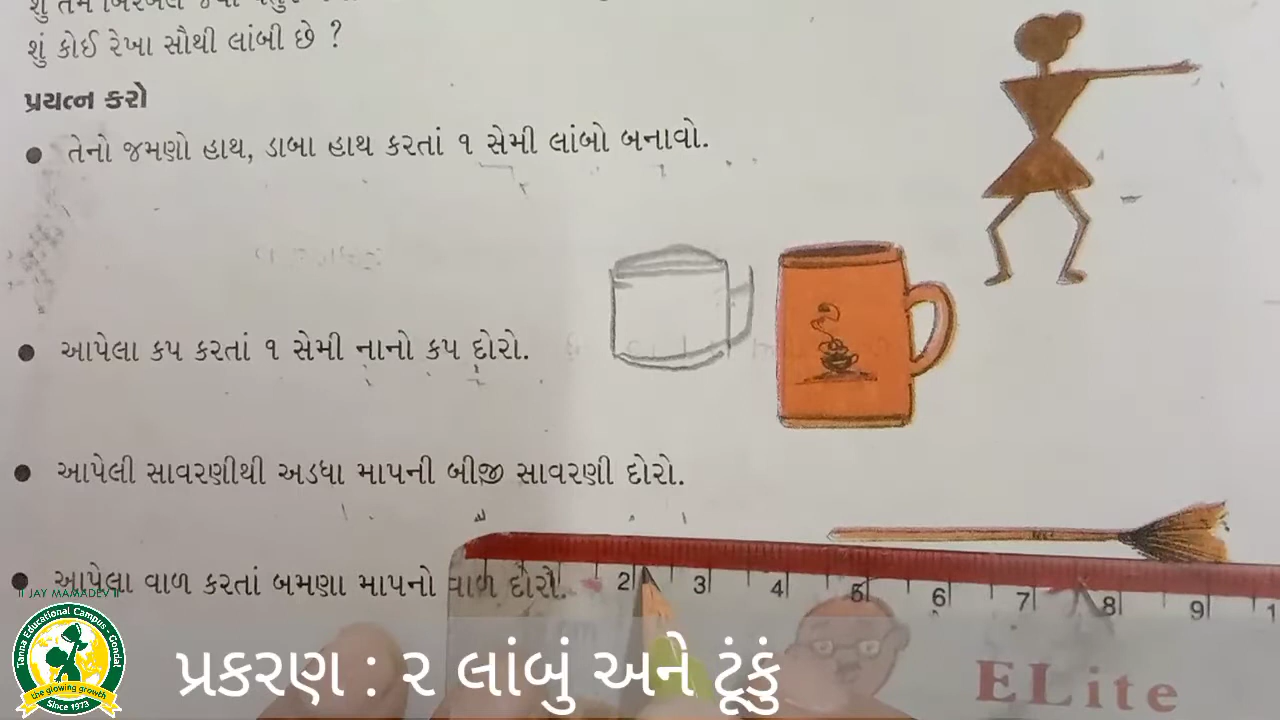 શું કોઈ રેખા સૌથી લાંબી છે ?
પ્રયત્ન કરો
● તેનો જમણો હાથ, ડાબા હાથ કરતાં ૧ સેમી લાંબો બનાવો.
● આપેલા કપ કરતાં ૧ સેમી નાનો કપ દોરો.
● આપેલી સાવરણીથી અડધા માપની બીજી સાવરણી દોરો.
● આપેલા વાળ કરતાં બમણા માપનો વાળ દોરો.
2 3 4 5 6 7 8 9
ELite
॥ JAY MAMADEV ॥
Tanna Educational Campus - Gondal
the glowing growth
Since 1973
પ્રકરણ : ૨ લાંબું અને ટૂંકું